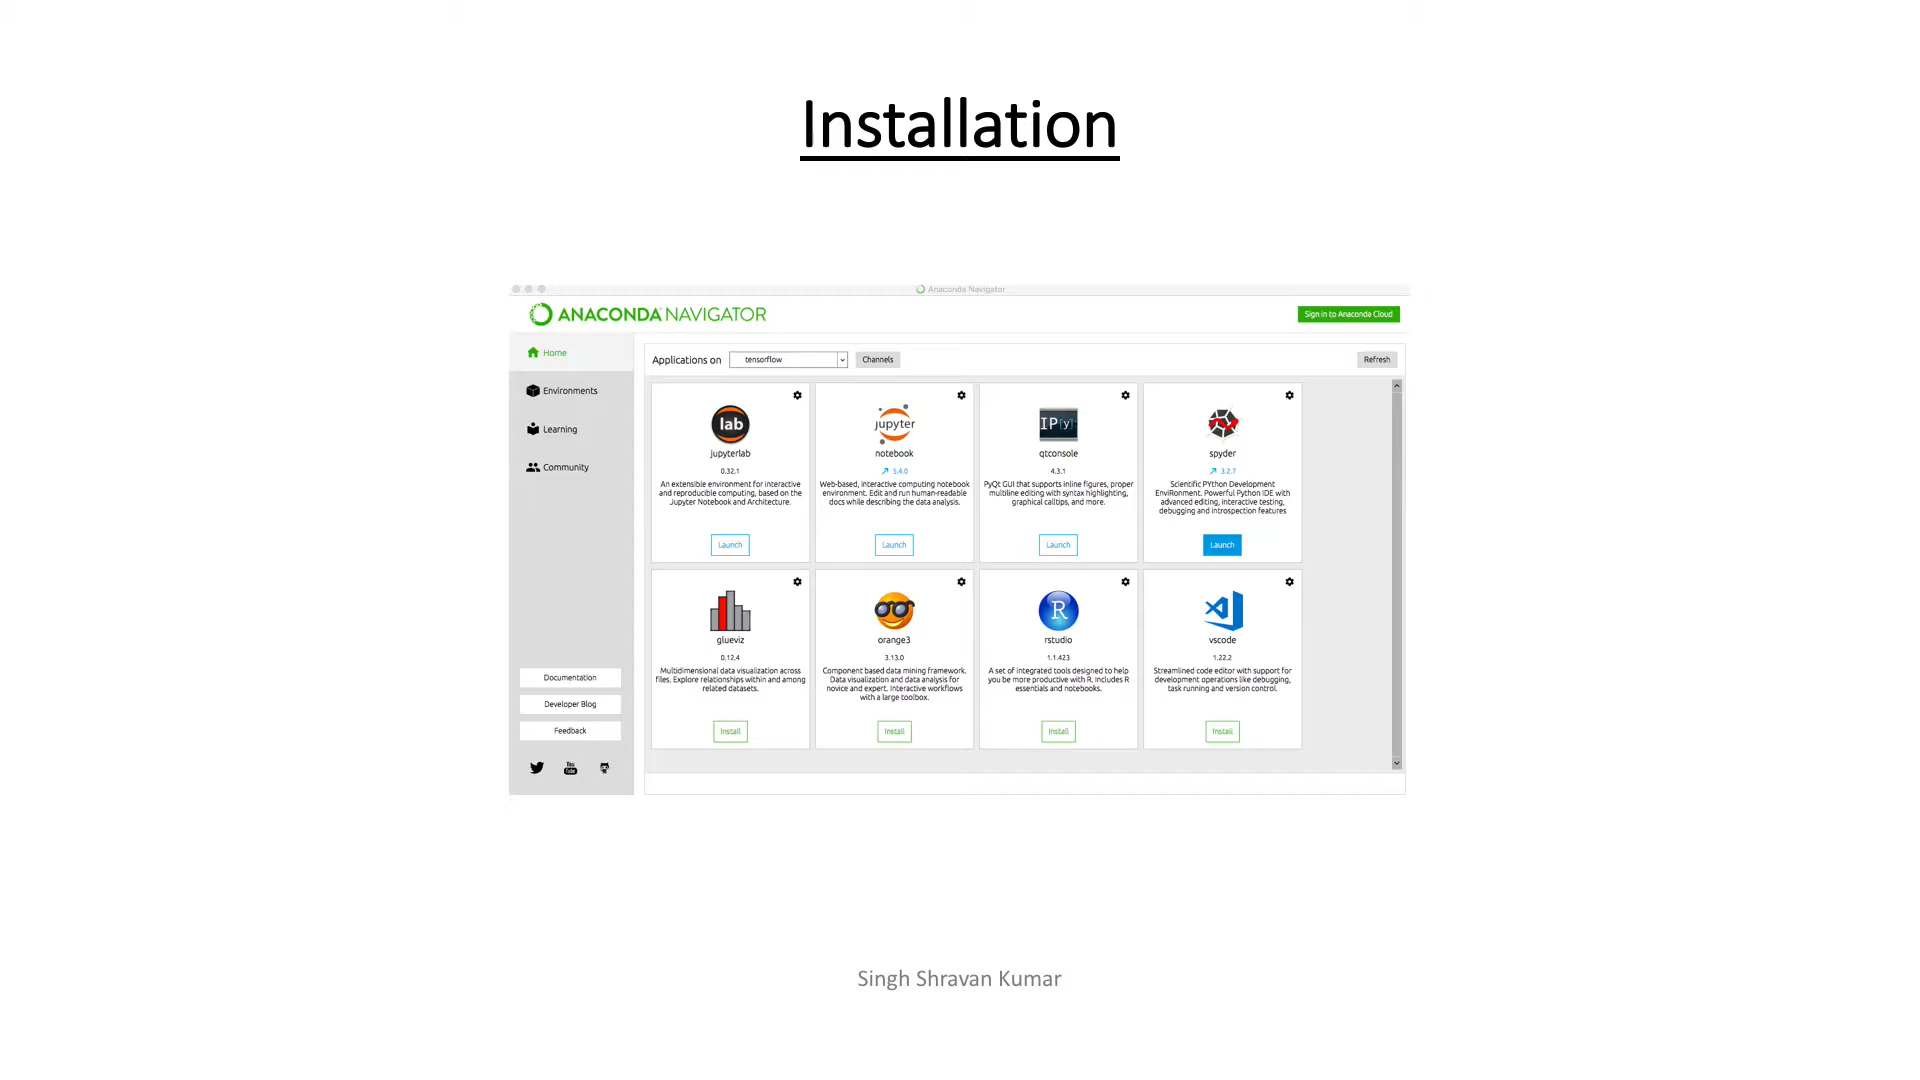 Installation
Anaconda Navigator
ANACONDA NAVIGATOR
Sign in to Anaconda Cloud
Home
Environments
Learning
Community
Documentation
Developer Blog
Feedback
You
Tube
Applications on
tensorflow
Channels
Refresh
lab
jupyterlab
0.32.1
An extensible environment for interactive
and reproducible computing, based on the
Jupyter Notebook and Architecture.
Launch
jupyter
notebook
5.4.0
Web-based, interactive computing notebook
environment. Edit and run human-readable
docs while describing the data analysis.
Launch
IP[y]
qtconsole
4.3.1
PyQt GUI that supports inline figures, proper
multiline editing with syntax highlighting,
graphical calltips, and more.
Launch
spyder
3.2.7
Scientific PYthon Development
EnviRonment. Powerful Python IDE with
advanced editing, interactive testing,
debugging and introspection features
Launch
glueviz
0.12.4
Multidimensional data visualization across
files. Explore relationships within and among
related datasets.
Install
orange3
3.13.0
Component based data mining framework.
Data visualization and data analysis for
novice and expert. Interactive workflows
with a large toolbox.
Install
R
rstudio
1.1.423
A set of integrated tools designed to help
you be more productive with R. Includes R
essentials and notebooks.
Install
vscode
1.22.2
Streamlined code editor with support for
development operations like debugging,
task running and version control.
Install
Singh Shravan Kumar